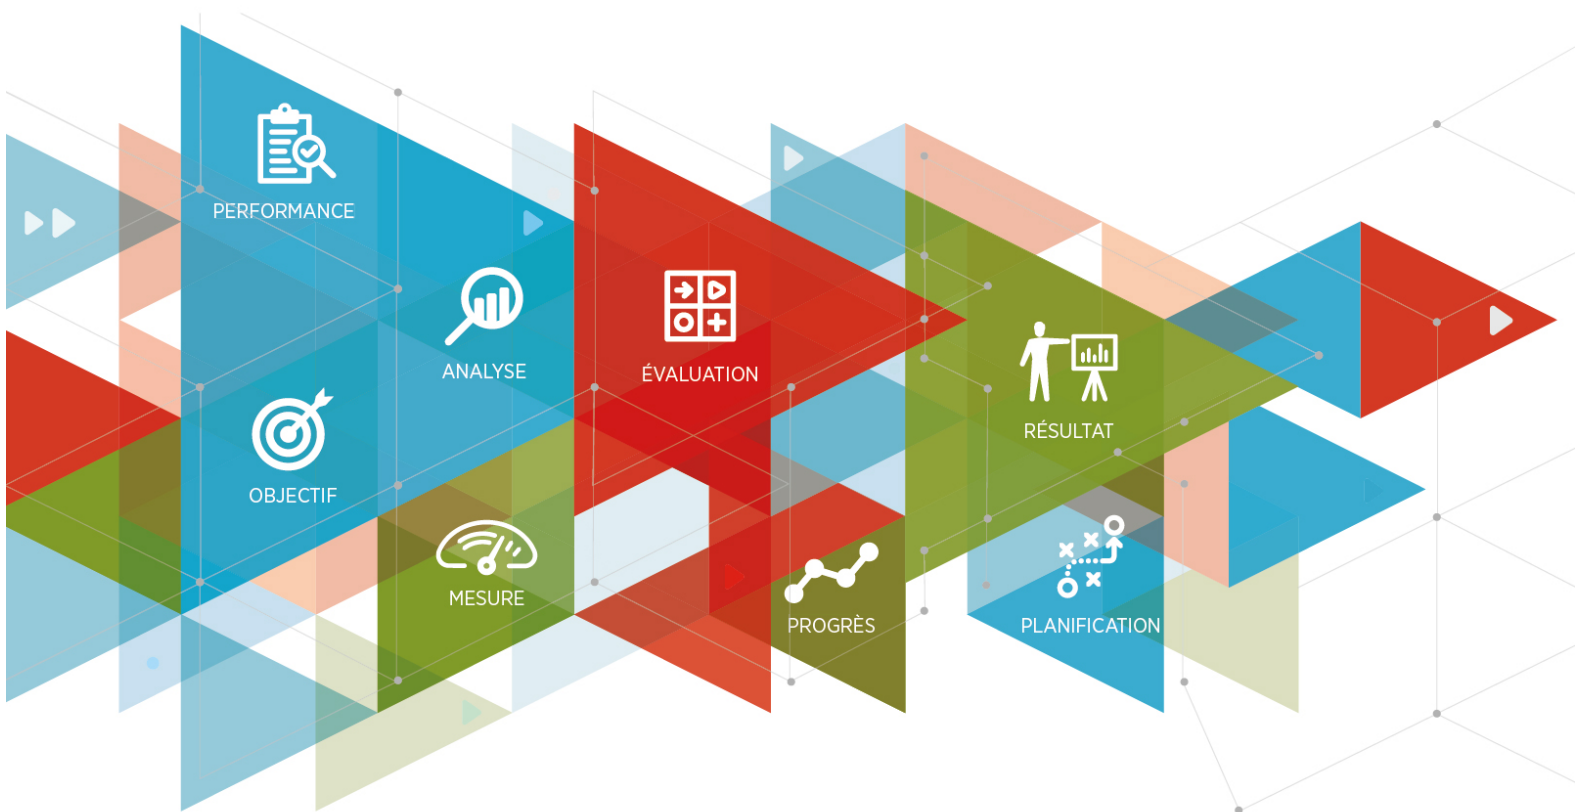 PERFORMANCE
ANALYSE
ÉVALUATION
RÉSULTAT
OBJECTIF
MESURE
PROGRÈS
PLANIFICATION